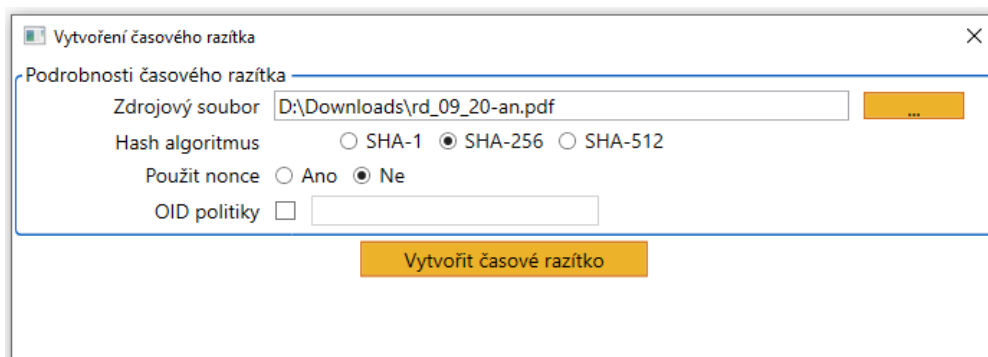 Vytvoření časového razítka
Podrobnosti časového razítka
Zdrojový soubor D:\Downloads\rd_09_20-an.pdf ...
Hash algoritmus SHA-1 SHA-256 SHA-512
Použit nonce Ano Ne
OID politiky
Vytvořit časové razítko